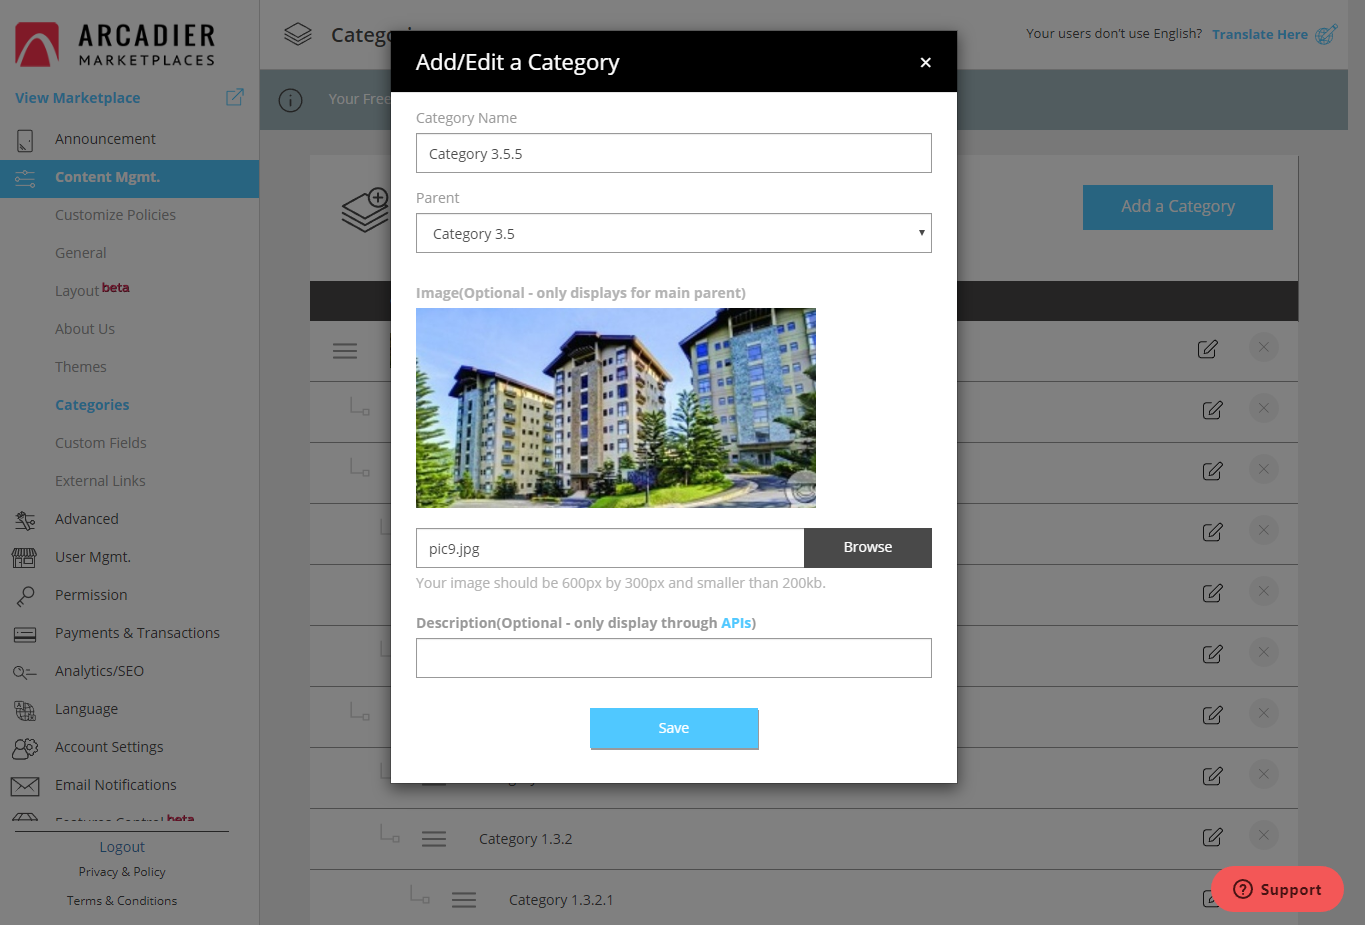 ARCADIER
MARKETPLACES
View Marketplace
Announcement
Content Mgmt.
Customize Policies
General
Layout beta
About Us
Themes
Categories
Custom Fields
External Links
Advanced
User Mgmt.
Permission
Payments & Transactions
Analytics/SEO
Language
Account Settings
Email Notifications
Features Control beta
Logout
Privacy & Policy
Terms & Conditions
Your users don't use English? Translate Here
Your Free
Add a Category
Add/Edit a Category ×
Category Name
Category 3.5.5
Parent
Category 3.5
Image(Optional - only displays for main parent)
pic9.jpg
Browse
Your image should be 600px by 300px and smaller than 200kb.
Description(Optional - only display through APIs)
Save
Category 1.3.2
Category 1.3.2.1
Support